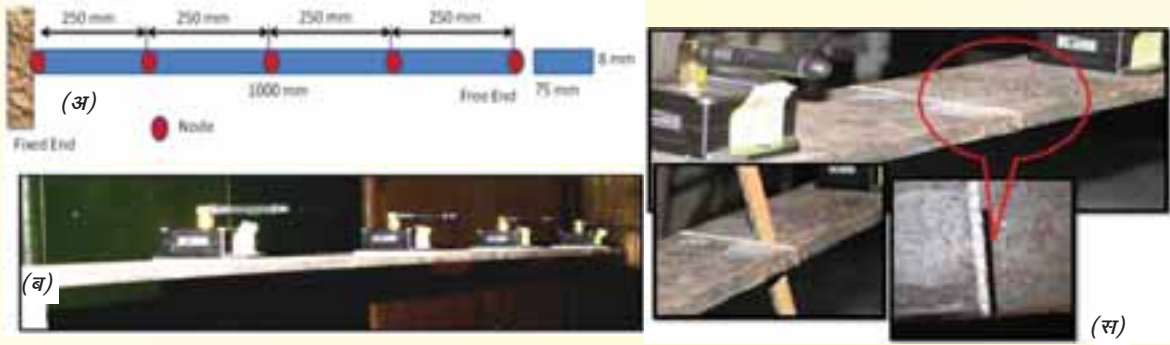 250 mm 250 mm 250 mm 250 mm
8 mm
1000 mm
Free End
75 mm
(अ)
Node
Fixed End
(ब)
(स)